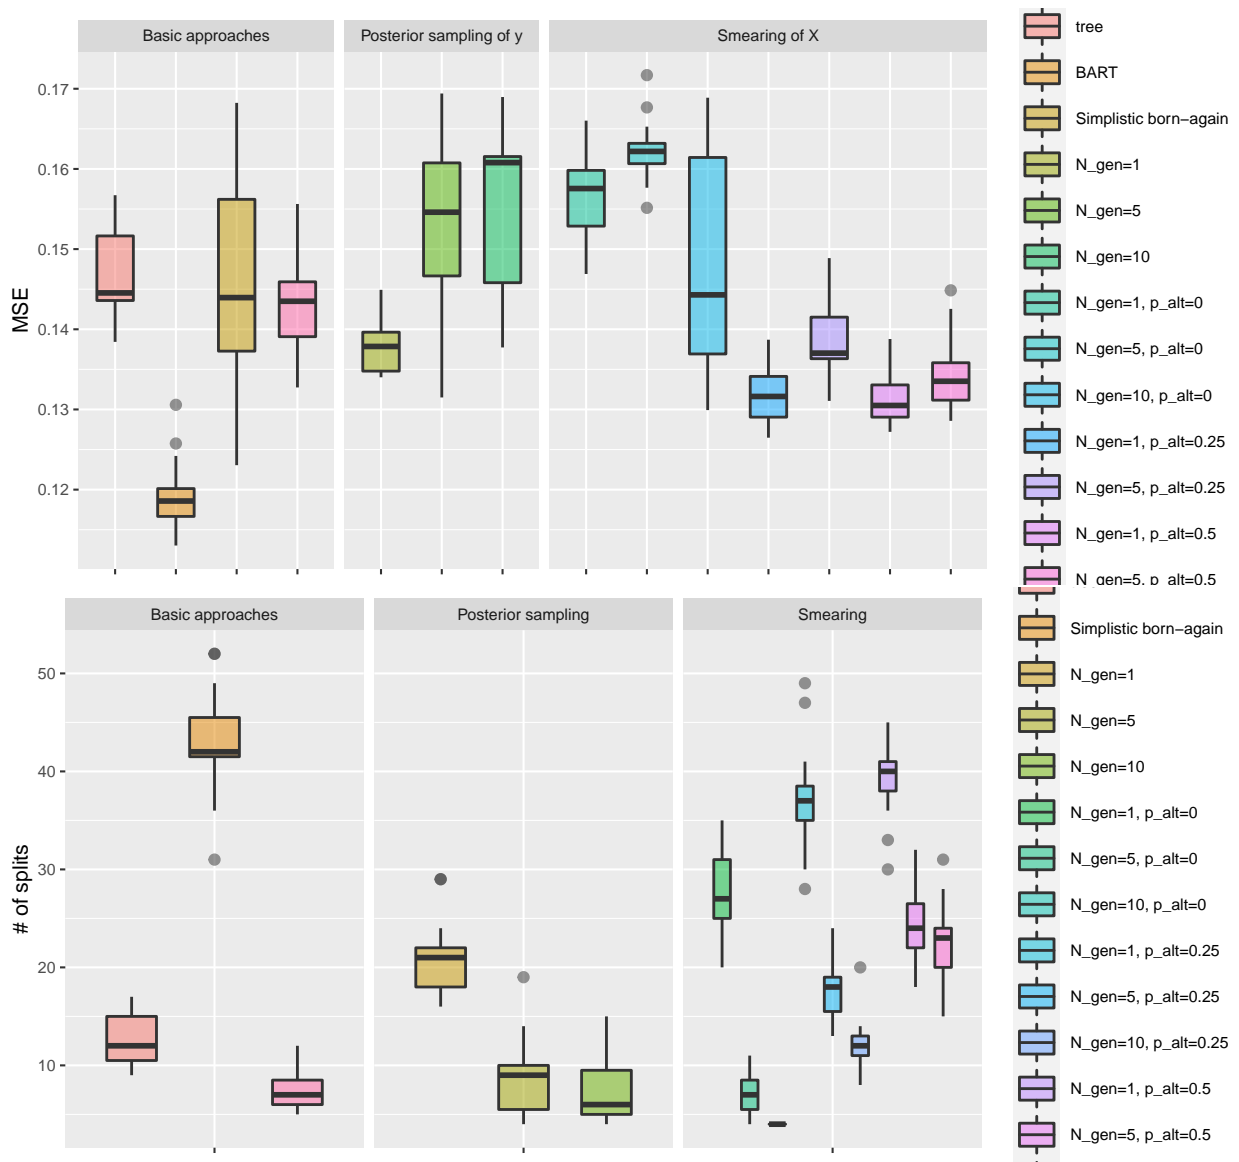 Basic approaches
Posterior sampling of y
Smearing of X
MSE
0.17
0.16
0.15
0.14
0.13
0.12
tree
BART
Simplistic born−again
N_gen=1
N_gen=5
N_gen=10
N_gen=1, p_alt=0
N_gen=5, p_alt=0
N_gen=10, p_alt=0
N_gen=1, p_alt=0.25
N_gen=5, p_alt=0.25
N_gen=1, p_alt=0.5
N_gen=5, p_alt=0.5
Basic approaches
Posterior sampling
Smearing
# of splits
50
40
30
20
10
Simplistic born−again
N_gen=1
N_gen=5
N_gen=10
N_gen=1, p_alt=0
N_gen=5, p_alt=0
N_gen=10, p_alt=0
N_gen=1, p_alt=0.25
N_gen=5, p_alt=0.25
N_gen=10, p_alt=0.25
N_gen=1, p_alt=0.5
N_gen=5, p_alt=0.5